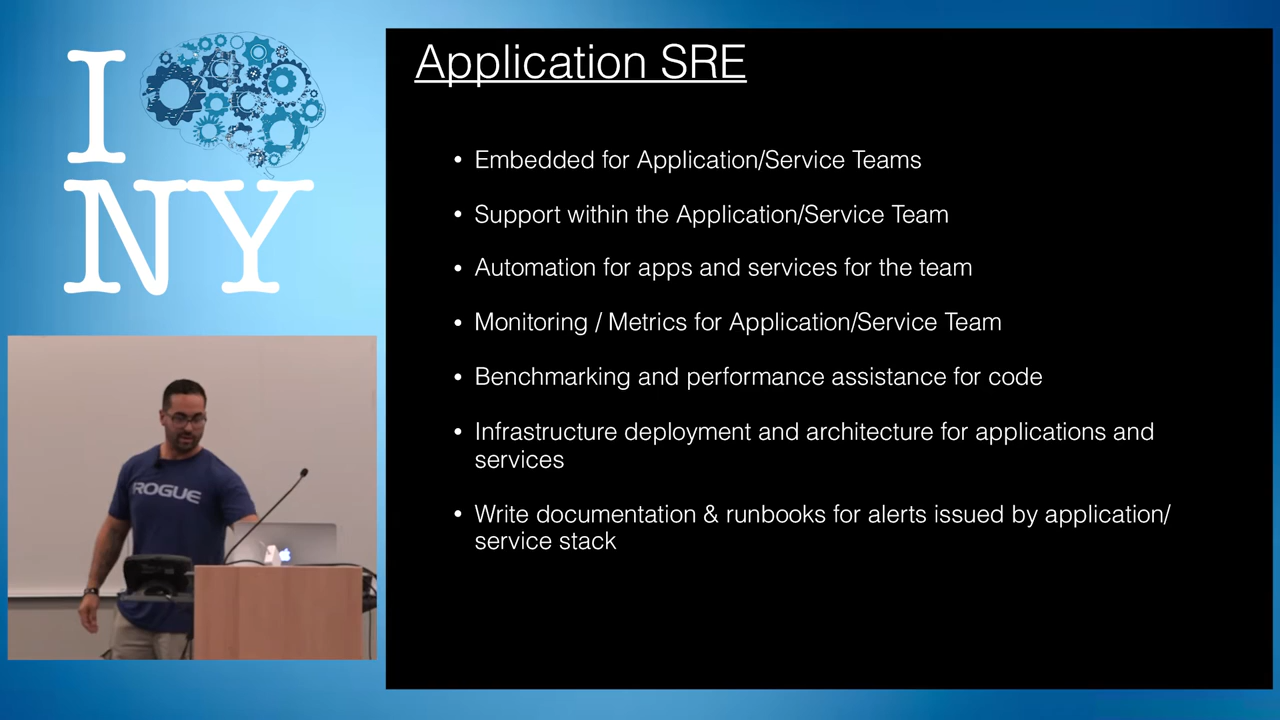 I
NY
Application SRE
• Embedded for Application/Service Teams
• Support within the Application/Service Team
• Automation for apps and services for the team
• Monitoring / Metrics for Application/Service Team
• Benchmarking and performance assistance for code
• Infrastructure deployment and architecture for applications and
services
• Write documentation & runbooks for alerts issued by application/
service stack
ROGUE